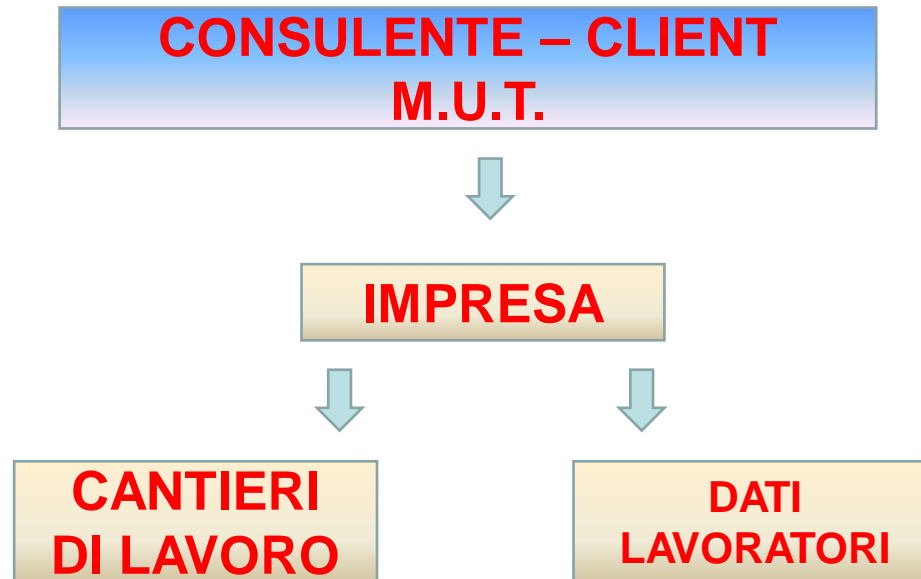 CONSULENTE – CLIENT
M.U.T.
IMPRESA
CANTIERI
DI LAVORO
DATI
LAVORATORI